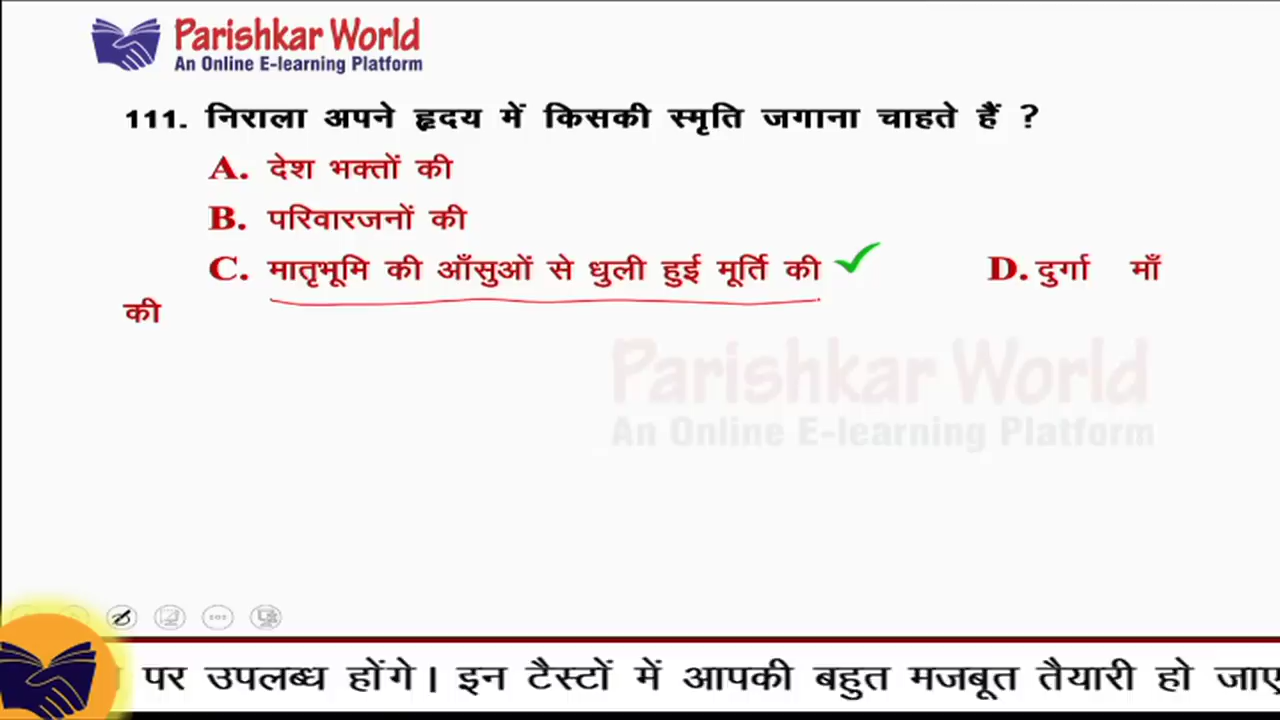 Parishkar World
An Online E-learning Platform
111. निराला अपने हृदय में किसकी स्मृति जगाना चाहते हैं ?
A. देश भक्तों की
B. परिवारजनों की
C. मातृभूमि की आँसुओं से धुली हुई मूर्ति की D. दुर्गा माँ
की
Parishkar World
An Online E-learning Platform
पर उपलब्ध होंगे। इन टैस्टों में आपकी बहुत मजबूत तैयारी हो जाए